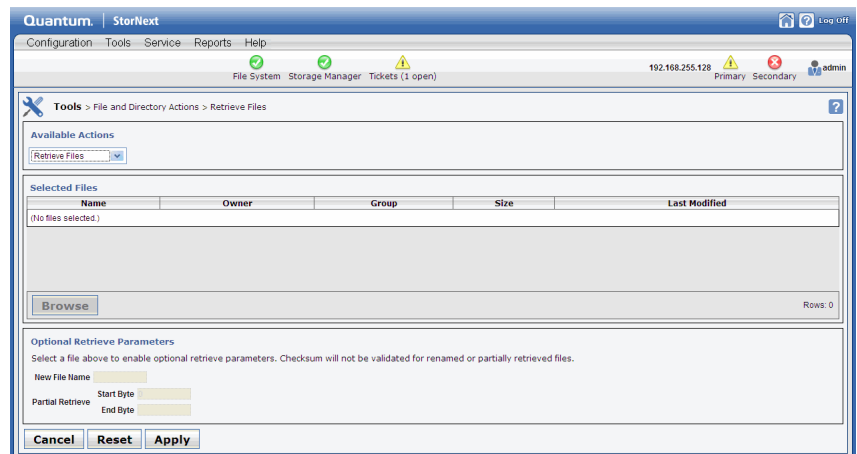 Quantum. StorNext Log Off
Configuration Tools Service Reports Help
File System Storage Manager Tickets (1 open) 192.168.255.128 Primary Secondary admin
Tools > File and Directory Actions > Retrieve Files
Available Actions
Retrieve Files
Selected Files
Name Owner Group Size Last Modified
(No files selected.)
Browse Rows: 0
Optional Retrieve Parameters
Select a file above to enable optional retrieve parameters. Checksum will not be validated for renamed or partially retrieved files.
New File Name
Partial Retrieve Start Byte 0
End Byte
Cancel Reset Apply